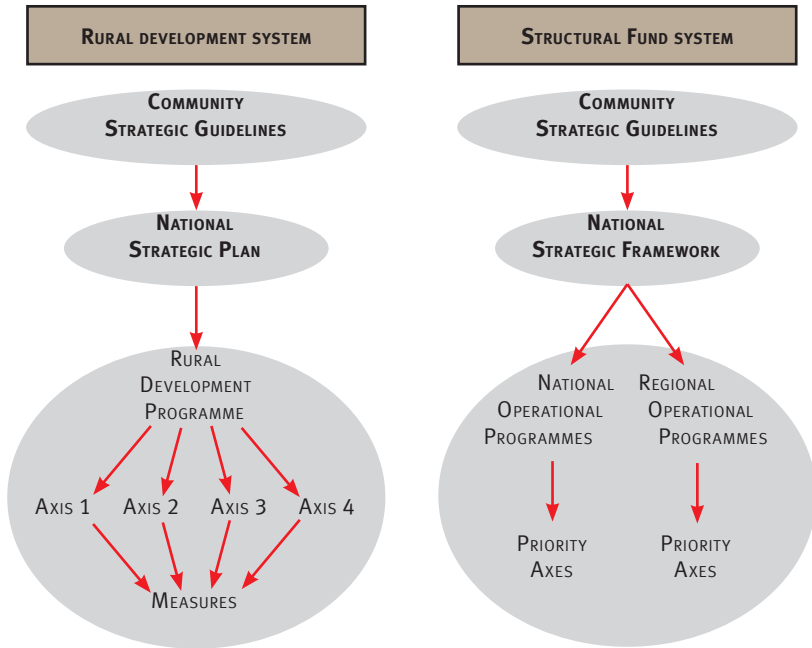 Rural development system
Community
Strategic Guidelines
National
Strategic Plan
Rural
Development
Programme
Axis 1 Axis 2 Axis 3 Axis 4
Measures
Structural Fund system
Community
Strategic Guidelines
National
Strategic Framework
National
Operational
Programmes
Regional
Operational
Programmes
Priority
Axes
Priority
Axes